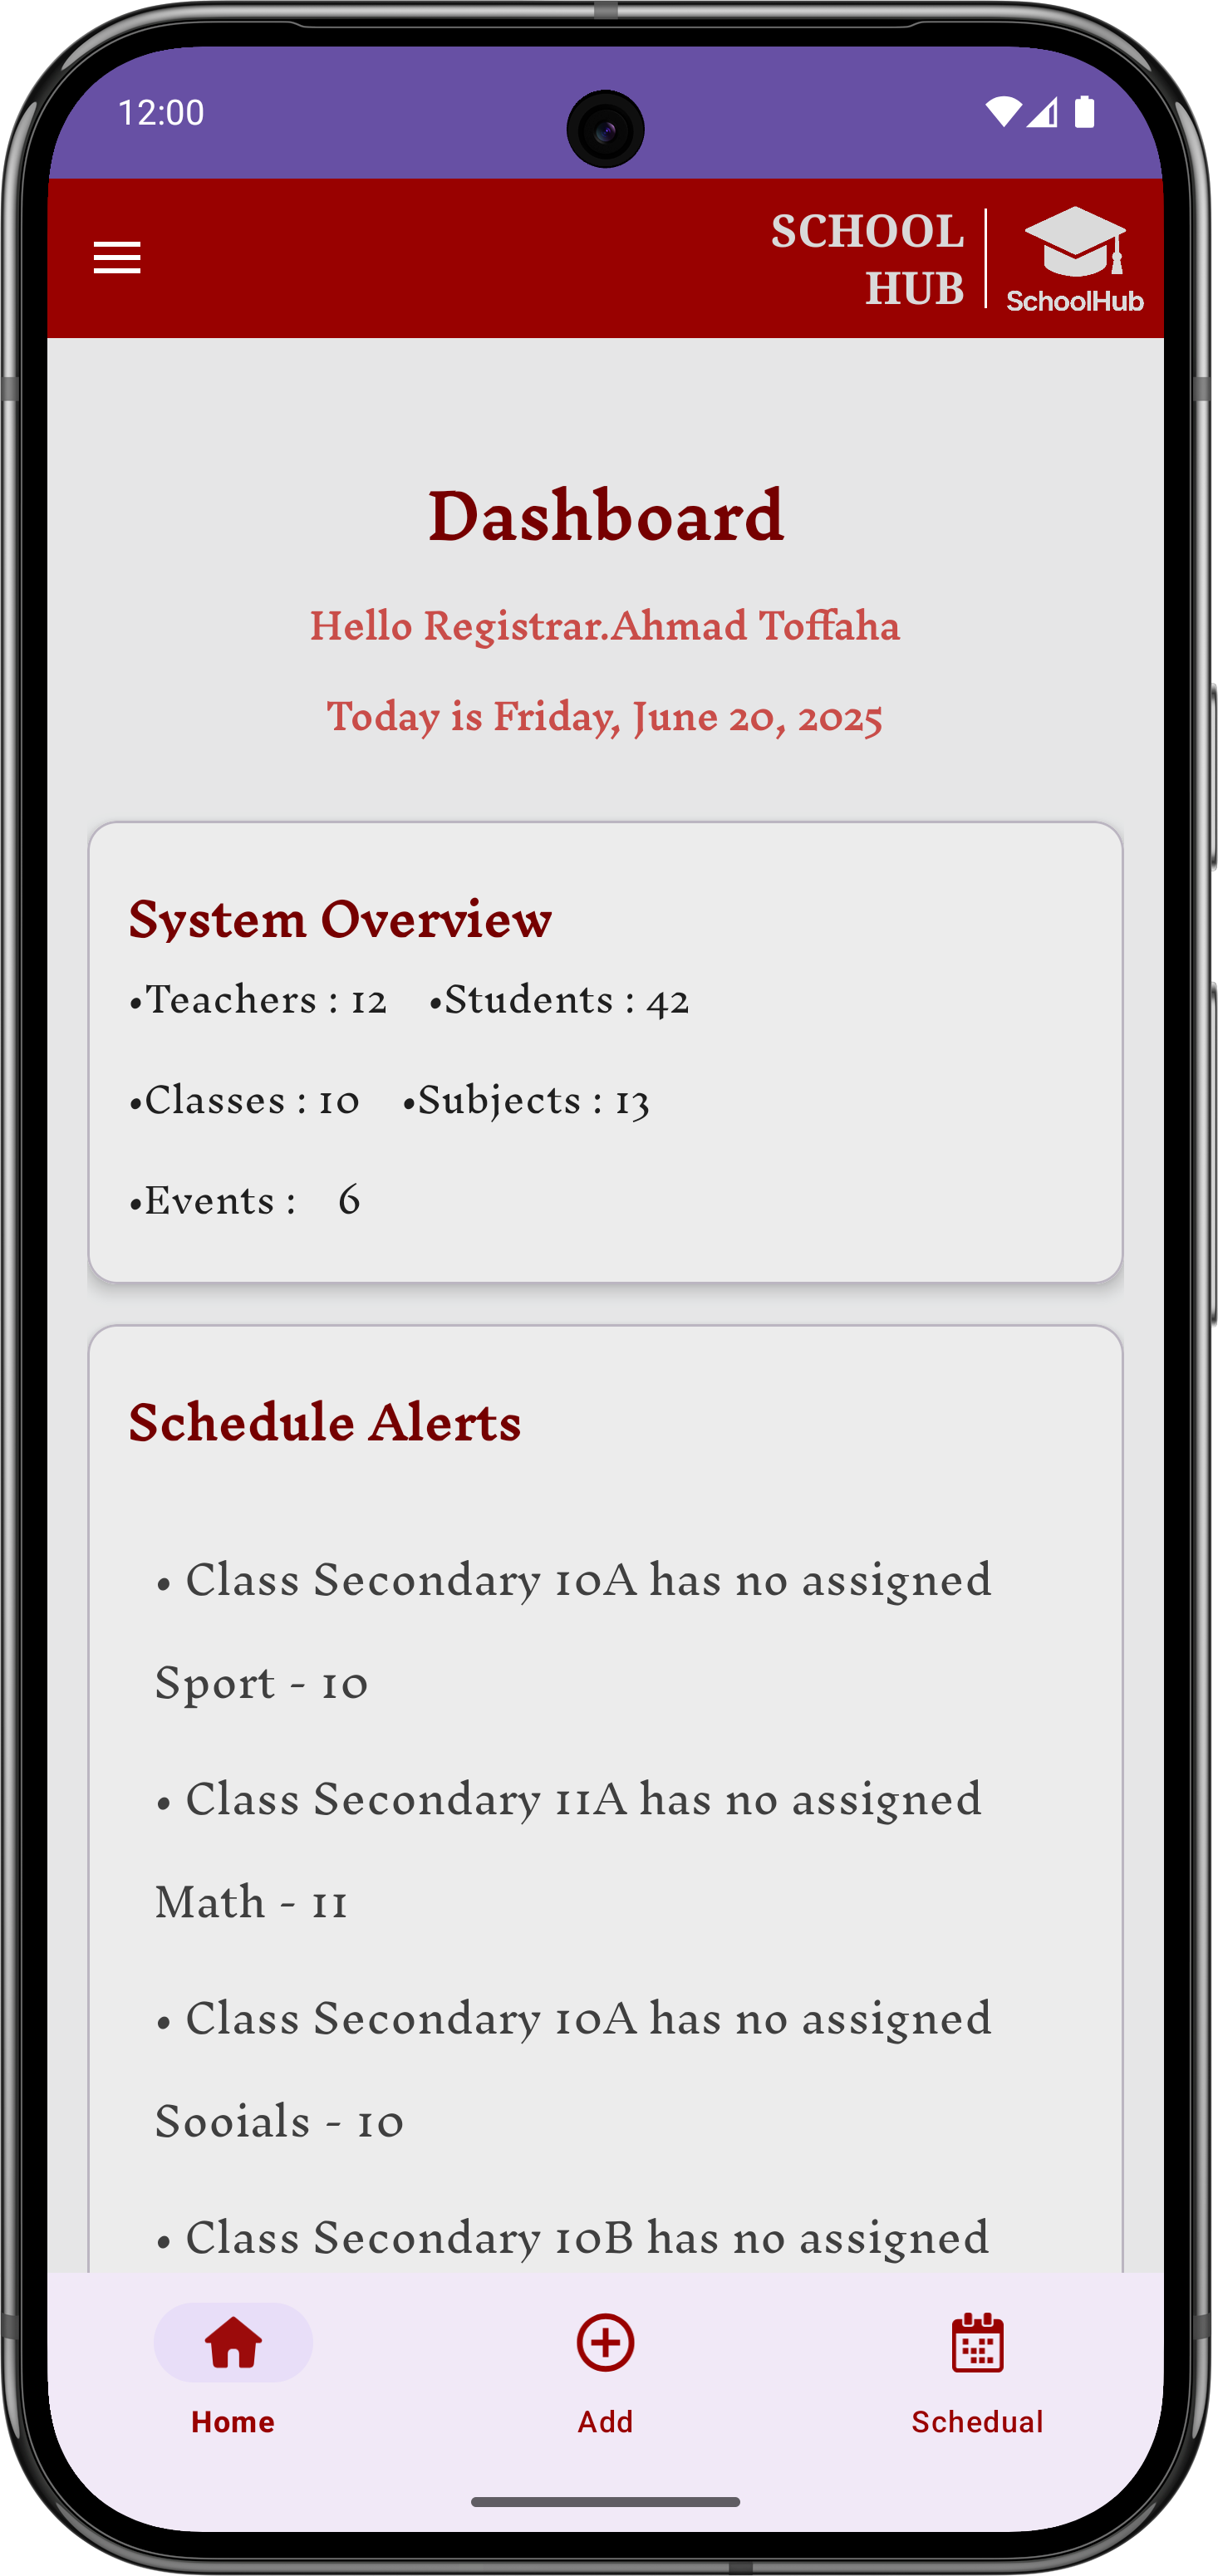 12:00
SCHOOL
HUB
SchoolHub
Dashboard
Hello Registrar.Ahmad Toffaha
Today is Friday, June 20, 2025
System Overview
•Teachers : 12 •Students : 42
•Classes : 10 •Subjects : 13
•Events : 6
Schedule Alerts
• Class Secondary 10A has no assigned
Sport - 10
• Class Secondary 11A has no assigned
Math - 11
• Class Secondary 10A has no assigned
Sooials - 10
• Class Secondary 10B has no assigned
Home Add Schedual